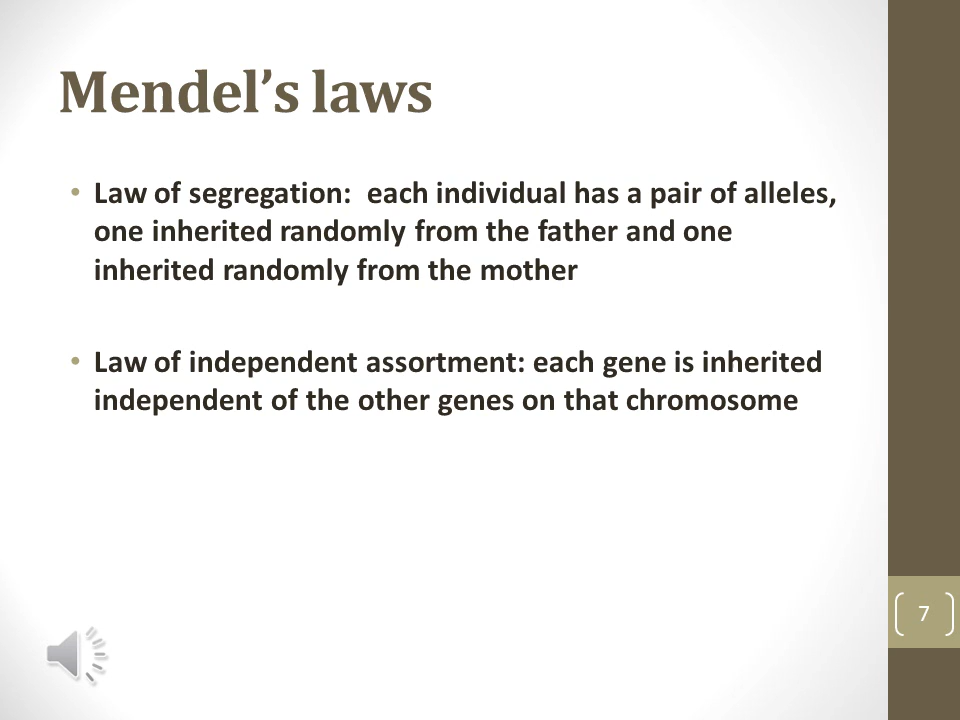 Mendel’s laws
• Law of segregation:  each individual has a pair of alleles,
one inherited randomly from the father and one
inherited randomly from the mother
• Law of independent assortment: each gene is inherited
independent of the other genes on that chromosome
7